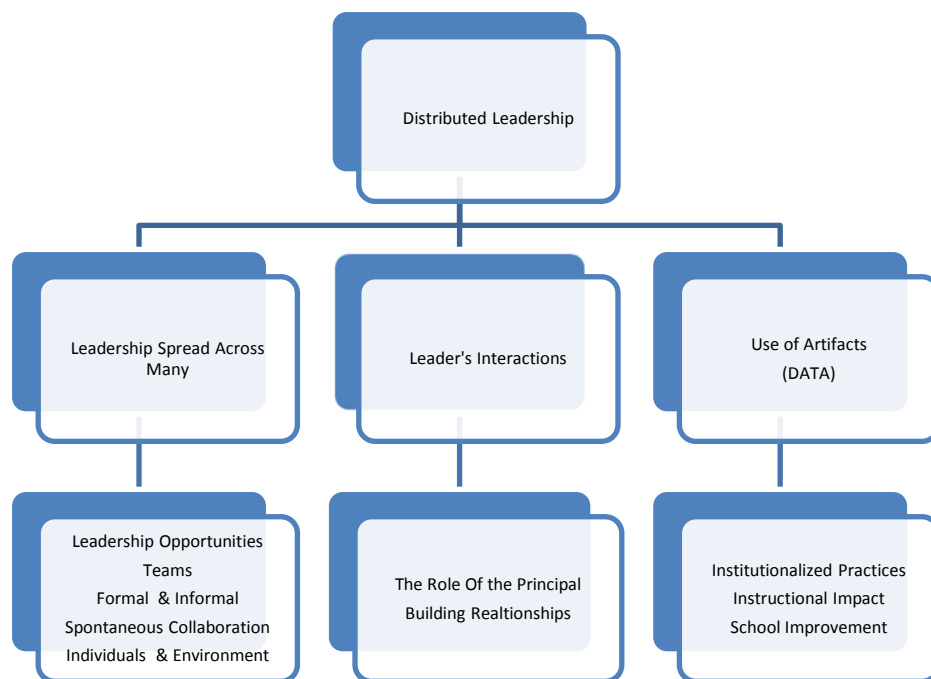 Distributed Leadership
Leadership Spread Across
Many
Leader's Interactions
Use of Artifacts
(DATA)
Leadership Opportunities
Teams
Formal & Informal
Spontaneous Collaboration
Individuals & Environment
The Role Of the Principal
Building Realtionships
Institutionalized Practices
Instructional Impact
School Improvement